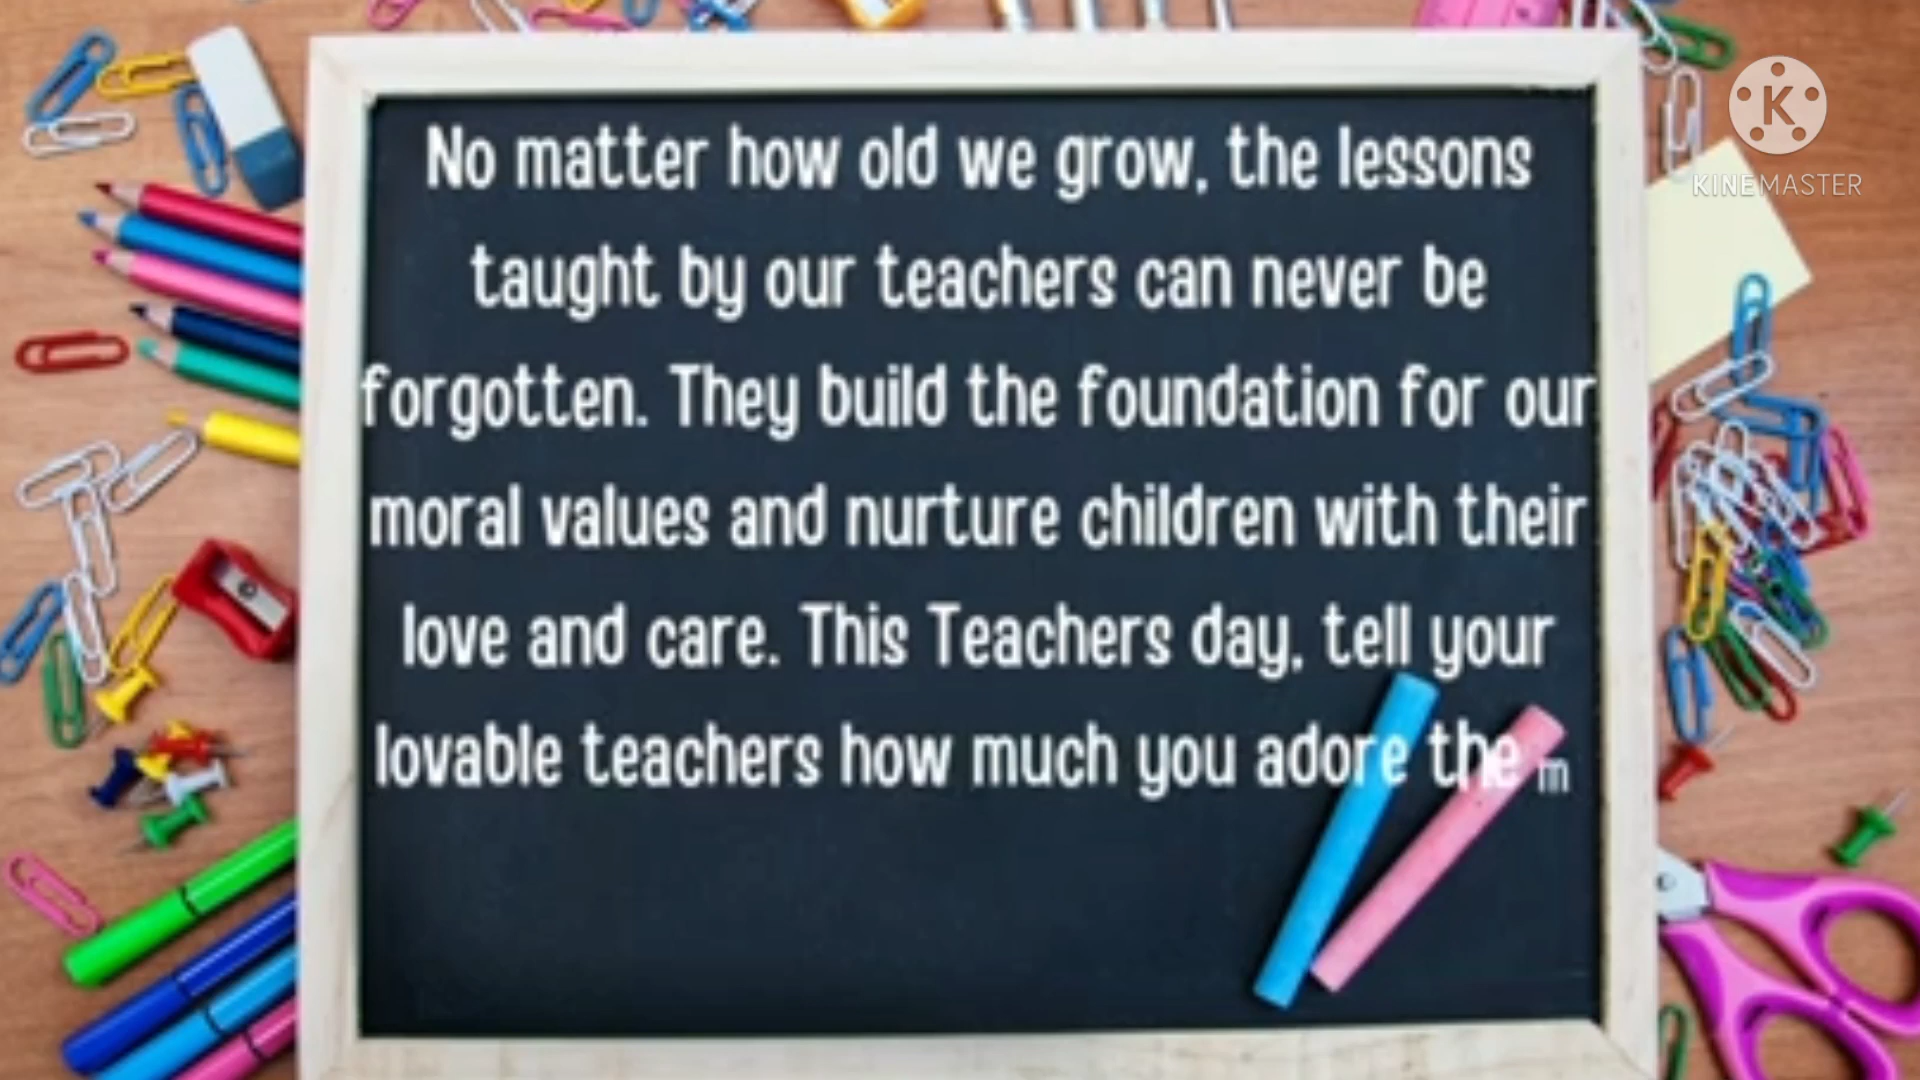 No matter how old we grow, the lessons
taught by our teachers can never be
forgotten. They build the foundation for our
moral values and nurture children with their
love and care. This Teachers day, tell your
lovable teachers how much you adore the m
K
KINEMASTER